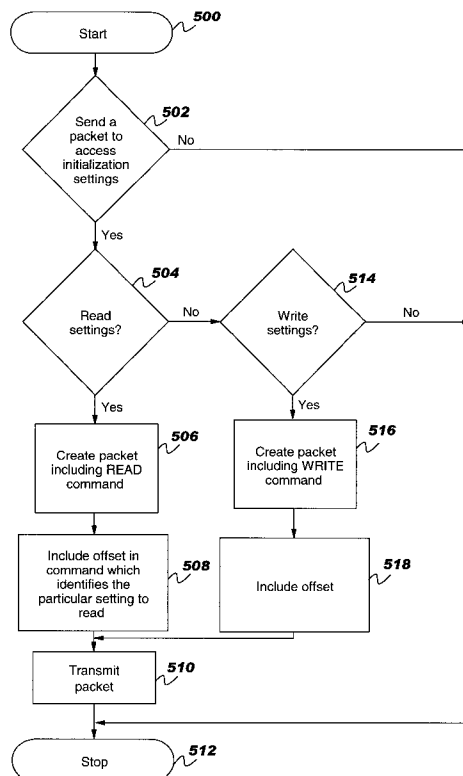 500
Start
502
Send a
packet to
access
initialization
settings
No
Yes
504
Read
settings?
No
514
Write
settings?
No
Yes
Yes
506
Create packet
including READ
command
516
Create packet
including WRITE
command
Include offset in
command which
identifies the
particular setting to
read
508
Include offset
518
Transmit
packet
510
Stop
512